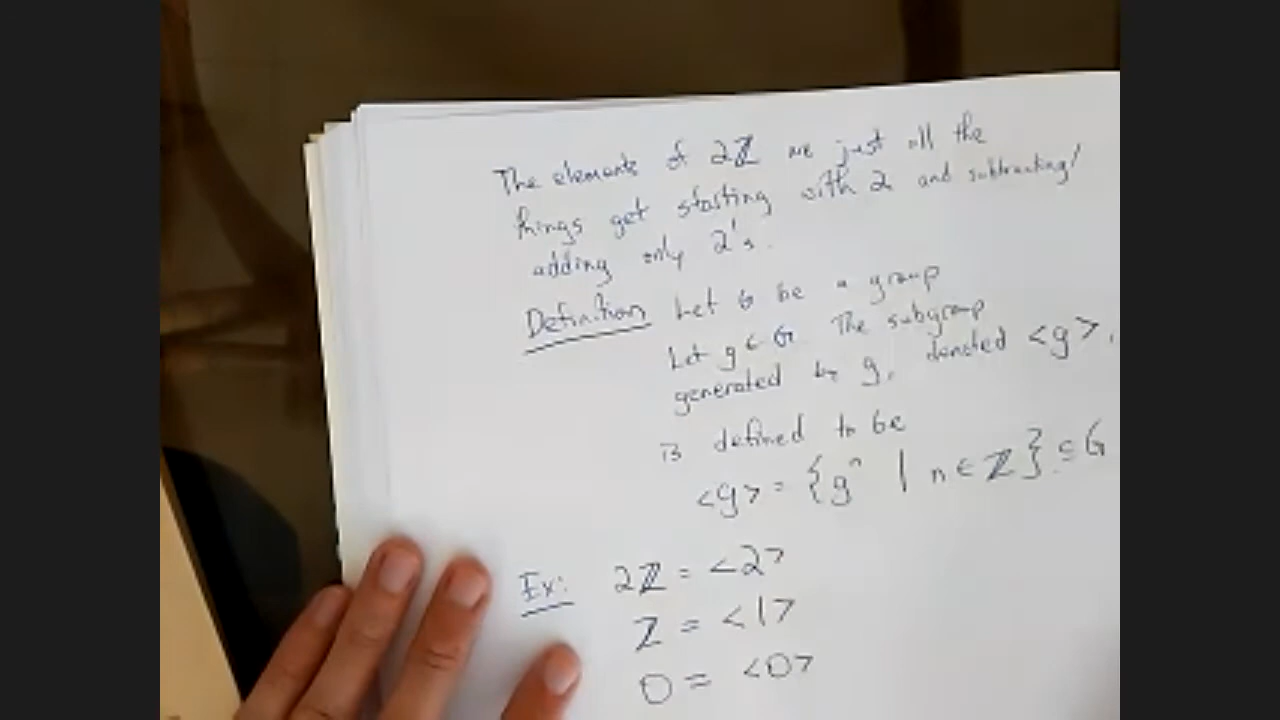 The elements of 2ℤ are just all the
things get starting with 2 and subtracting/
adding only 2's.
Definition Let G be a group
Let g ∈ G. The subgroup
generated by g, denoted <g>,
is defined to be
<g> = {gⁿ | n ∈ ℤ} ⊆ G
Ex: 2ℤ = <2>
ℤ = <1>
0 = <0>